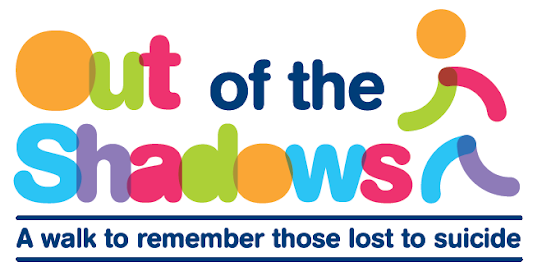 Out of the
Shadows
A walk to remember those lost to suicide